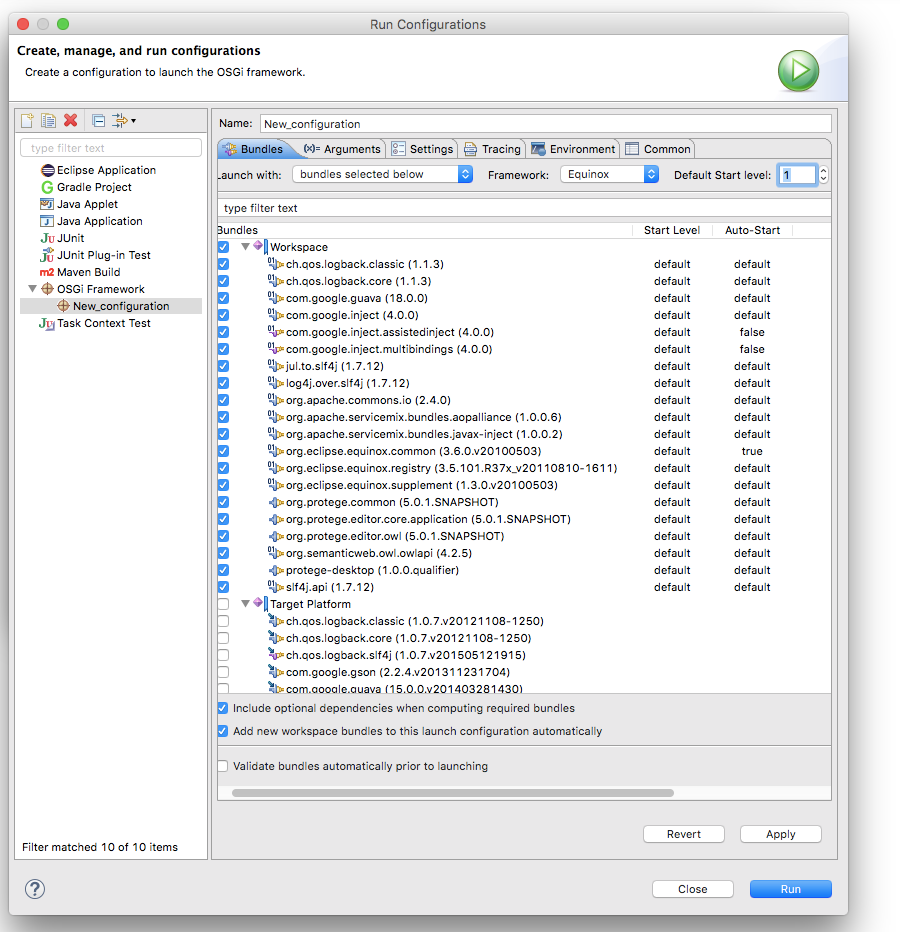 Run Configurations
Create, manage, and run configurations
Create a configuration to launch the OSGi framework.
type filter text
Eclipse Application
Gradle Project
Java Applet
Java Application
JUnit
JUnit Plug-in Test
Maven Build
OSGi Framework
New_configuration
Task Context Test
Filter matched 10 of 10 items
Name: New_configuration
Bundles Arguments Settings Tracing Environment Common
Launch with: bundles selected below Framework: Equinox Default Start level: 1
type filter text
Bundles Start Level Auto-Start
Workspace
ch.qos.logback.classic (1.1.3) default default
ch.qos.logback.core (1.1.3) default default
com.google.guava (18.0.0) default default
com.google.inject (4.0.0) default default
com.google.inject.assistedinject (4.0.0) default false
com.google.inject.multibindings (4.0.0) default false
jul.to.slf4j (1.7.12) default default
log4j.over.slf4j (1.7.12) default default
org.apache.commons.io (2.4.0) default default
org.apache.servicemix.bundles.aopalliance (1.0.0.6) default default
org.apache.servicemix.bundles.javax-inject (1.0.0.2) default default
org.eclipse.equinox.common (3.6.0.v20100503) default true
org.eclipse.equinox.registry (3.5.101.R37x_v20110810-1611) default default
org.eclipse.equinox.supplement (1.3.0.v20100503) default default
org.protege.common (5.0.1.SNAPSHOT) default default
org.protege.editor.core.application (5.0.1.SNAPSHOT) default default
org.protege.editor.owl (5.0.1.SNAPSHOT) default default
org.semanticweb.owl.owlapi (4.2.5) default default
protege-desktop (1.0.0.qualifier) default default
slf4j.api (1.7.12) default default
Target Platform
ch.qos.logback.classic (1.0.7.v20121108-1250)
ch.qos.logback.core (1.0.7.v20121108-1250)
ch.qos.logback.slf4j (1.0.7.v201505121915)
com.google.gson (2.2.4.v201311231704)
com.google.guava (15.0.0.v201403281430)
Include optional dependencies when computing required bundles
Add new workspace bundles to this launch configuration automatically
Validate bundles automatically prior to launching
Revert Apply
Close Run